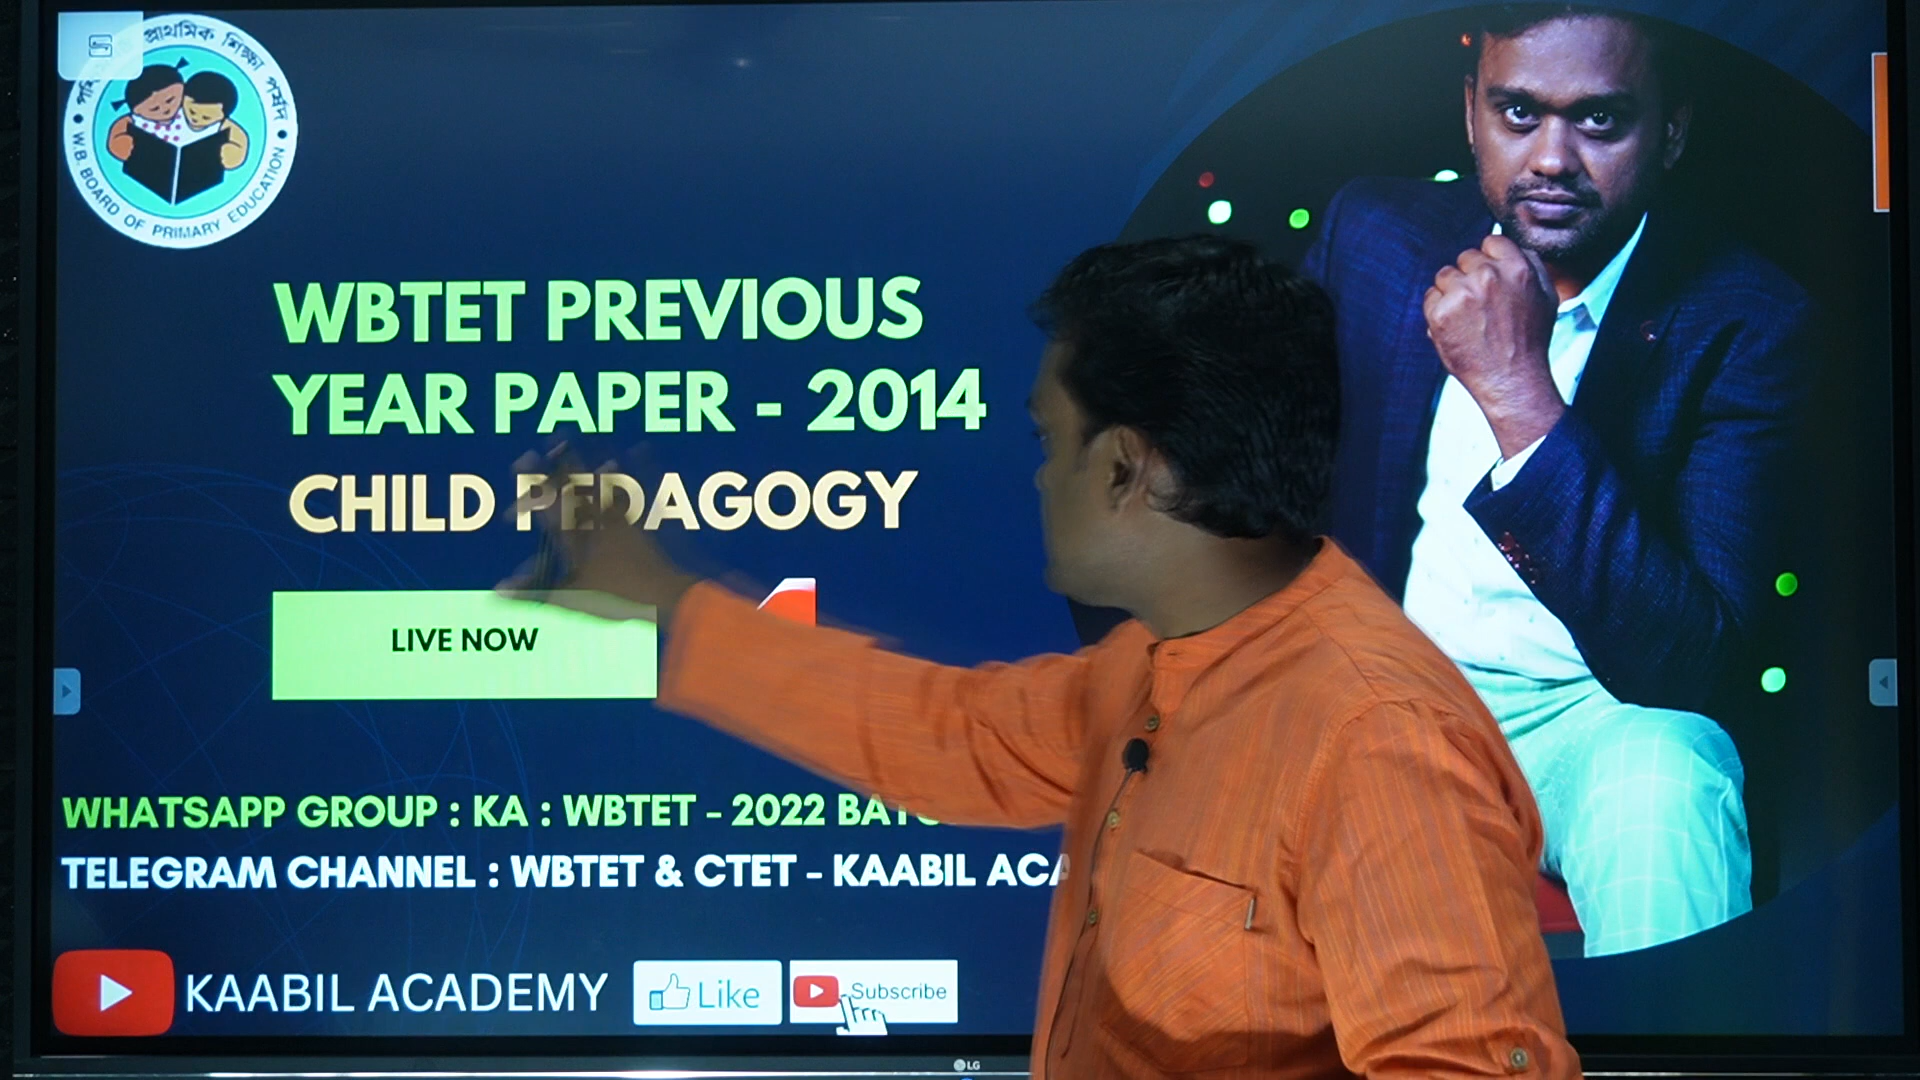 প্রাথমিক শিক্ষা পর্ষদ
W.B. BOARD OF PRIMARY EDUCATION
WBTET PREVIOUS
YEAR PAPER - 2014
CHILD PEDAGOGY
LIVE NOW
WHATSAPP GROUP : KA : WBTET - 2022
TELEGRAM CHANNEL : WBTET & CTET - KAABIL
KAABIL ACADEMY
Like
Subscribe
LG